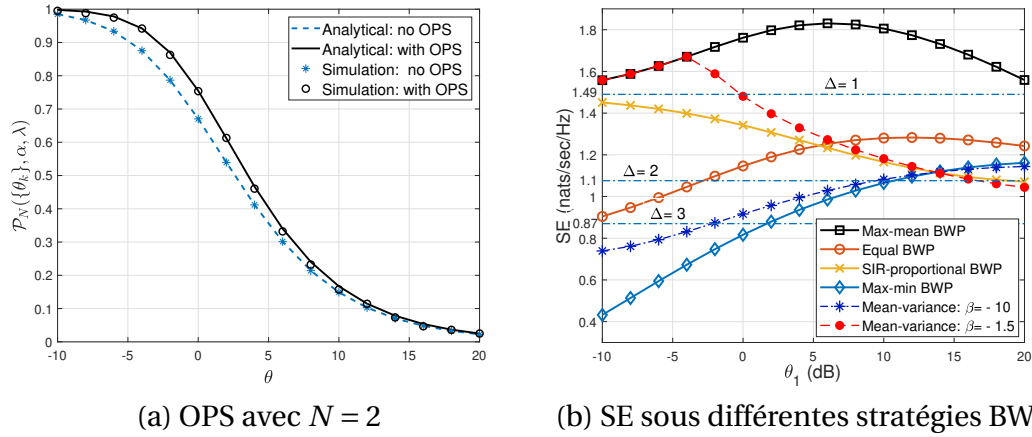 1
0.9
0.8
0.7
0.6
0.5
0.4
0.3
0.2
0.1
0
-10
-5
0
5
10
15
20
θ
𝒫_N({θ_k}, α, λ)
Analytical: no OPS
Analytical: with OPS
Simulation: no OPS
Simulation: with OPS
(a) OPS avec N = 2
1.8
1.6
1.49
1.4
1.2
1.1
1
0.87
0.8
0.6
0.4
-10
-5
0
5
10
15
20
θ₁ (dB)
SE (nats/sec/Hz)
Δ = 1
Δ = 2
Δ = 3
Max-mean BWP
Equal BWP
SIR-proportional BWP
Max-min BWP
Mean-variance: β= - 10
Mean-variance: β= - 1.5
(b) SE sous différentes stratégies BW